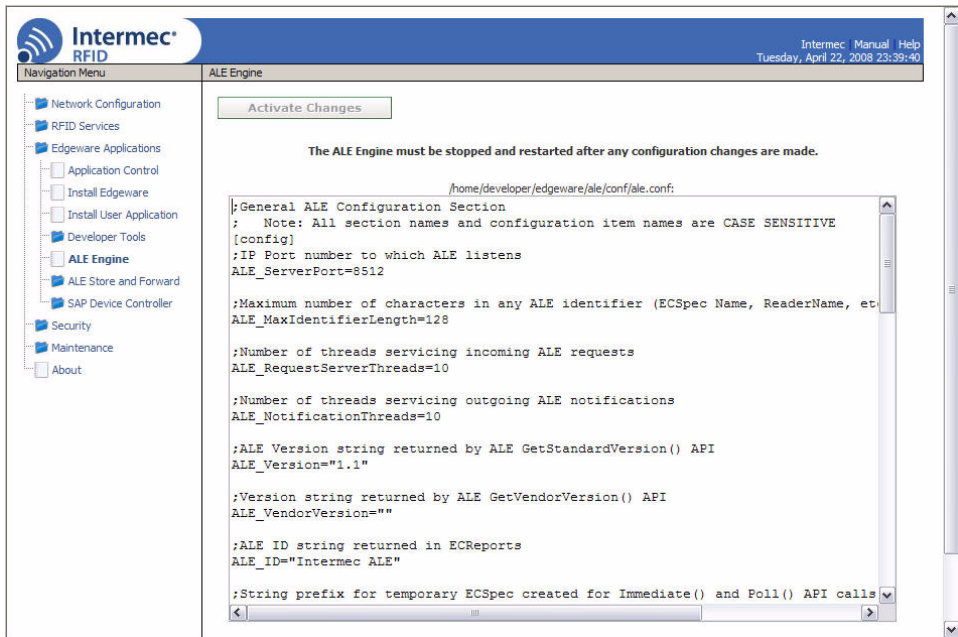 Intermec
RFID
Intermec | Manual | Help
Tuesday, April 22, 2008 23:39:40
Navigation Menu
ALE Engine
Network Configuration
RFID Services
Edgeware Applications
Application Control
Install Edgeware
Install User Application
Developer Tools
ALE Engine
ALE Store and Forward
SAP Device Controller
Security
Maintenance
About
Activate Changes
The ALE Engine must be stopped and restarted after any configuration changes are made.
/home/developer/edgeware/ale/conf/ale.conf:
;General ALE Configuration Section
;   Note: All section names and configuration item names are CASE SENSITIVE
[config]
;IP Port number to which ALE listens
ALE_ServerPort=8512
;Maximum number of characters in any ALE identifier (ECSpec Name, ReaderName, etc
ALE_MaxIdentifierLength=128
;Number of threads servicing incoming ALE requests
ALE_RequestServerThreads=10
;Number of threads servicing outgoing ALE notifications
ALE_NotificationThreads=10
;ALE Version string returned by ALE GetStandardVersion() API
ALE_Version="1.1"
;Version string returned by ALE GetVendorVersion() API
ALE_VendorVersion=""
;ALE ID string returned in ECReports
ALE_ID="Intermec ALE"
;String prefix for temporary ECSpec created for Immediate() and Poll() API calls